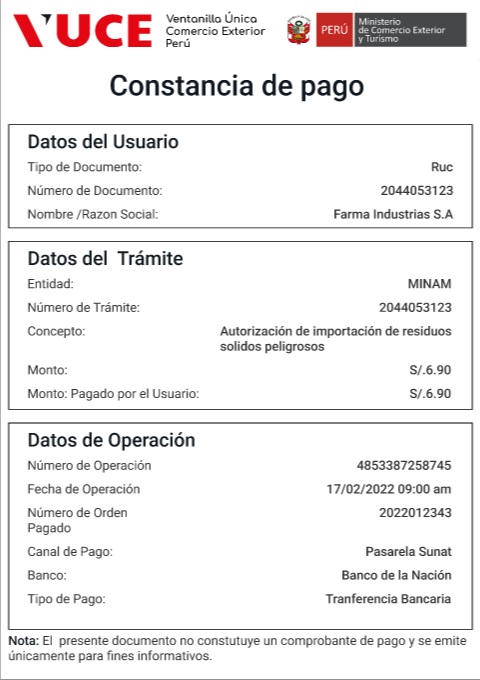 VUCE
Ventanilla Única
Comercio Exterior
Perú
PERÚ
Ministerio
de Comercio Exterior
y Turismo
Constancia de pago
Datos del Usuario
Tipo de Documento: Ruc
Número de Documento: 2044053123
Nombre /Razon Social: Farma Industrias S.A
Datos del Trámite
Entidad: MINAM
Número de Trámite: 2044053123
Concepto: Autorización de importación de residuos
solidos peligrosos
Monto: S/.6.90
Monto: Pagado por el Usuario: S/.6.90
Datos de Operación
Número de Operación 4853387258745
Fecha de Operación 17/02/2022 09:00 am
Número de Orden 2022012343
Pagado
Canal de Pago: Pasarela Sunat
Banco: Banco de la Nación
Tipo de Pago: Tranferencia Bancaria
Nota: El presente documento no constutuye un comprobante de pago y se emite
únicamente para fines informativos.